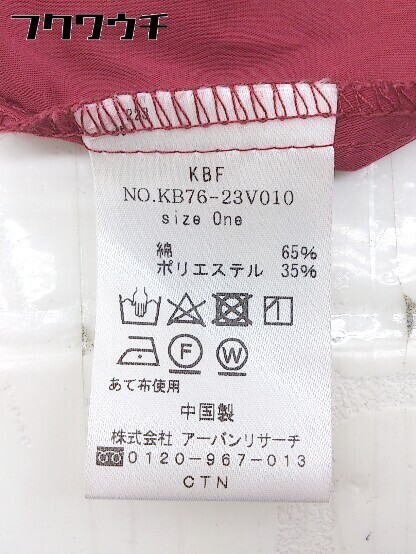 フクワウチ
KBF
NO.KB76-23V010
size One
綿 65%
ポリエステル 35%
F W
あて布使用
中国製
株式会社 アーバンリサーチ
0120-967-013
CTN